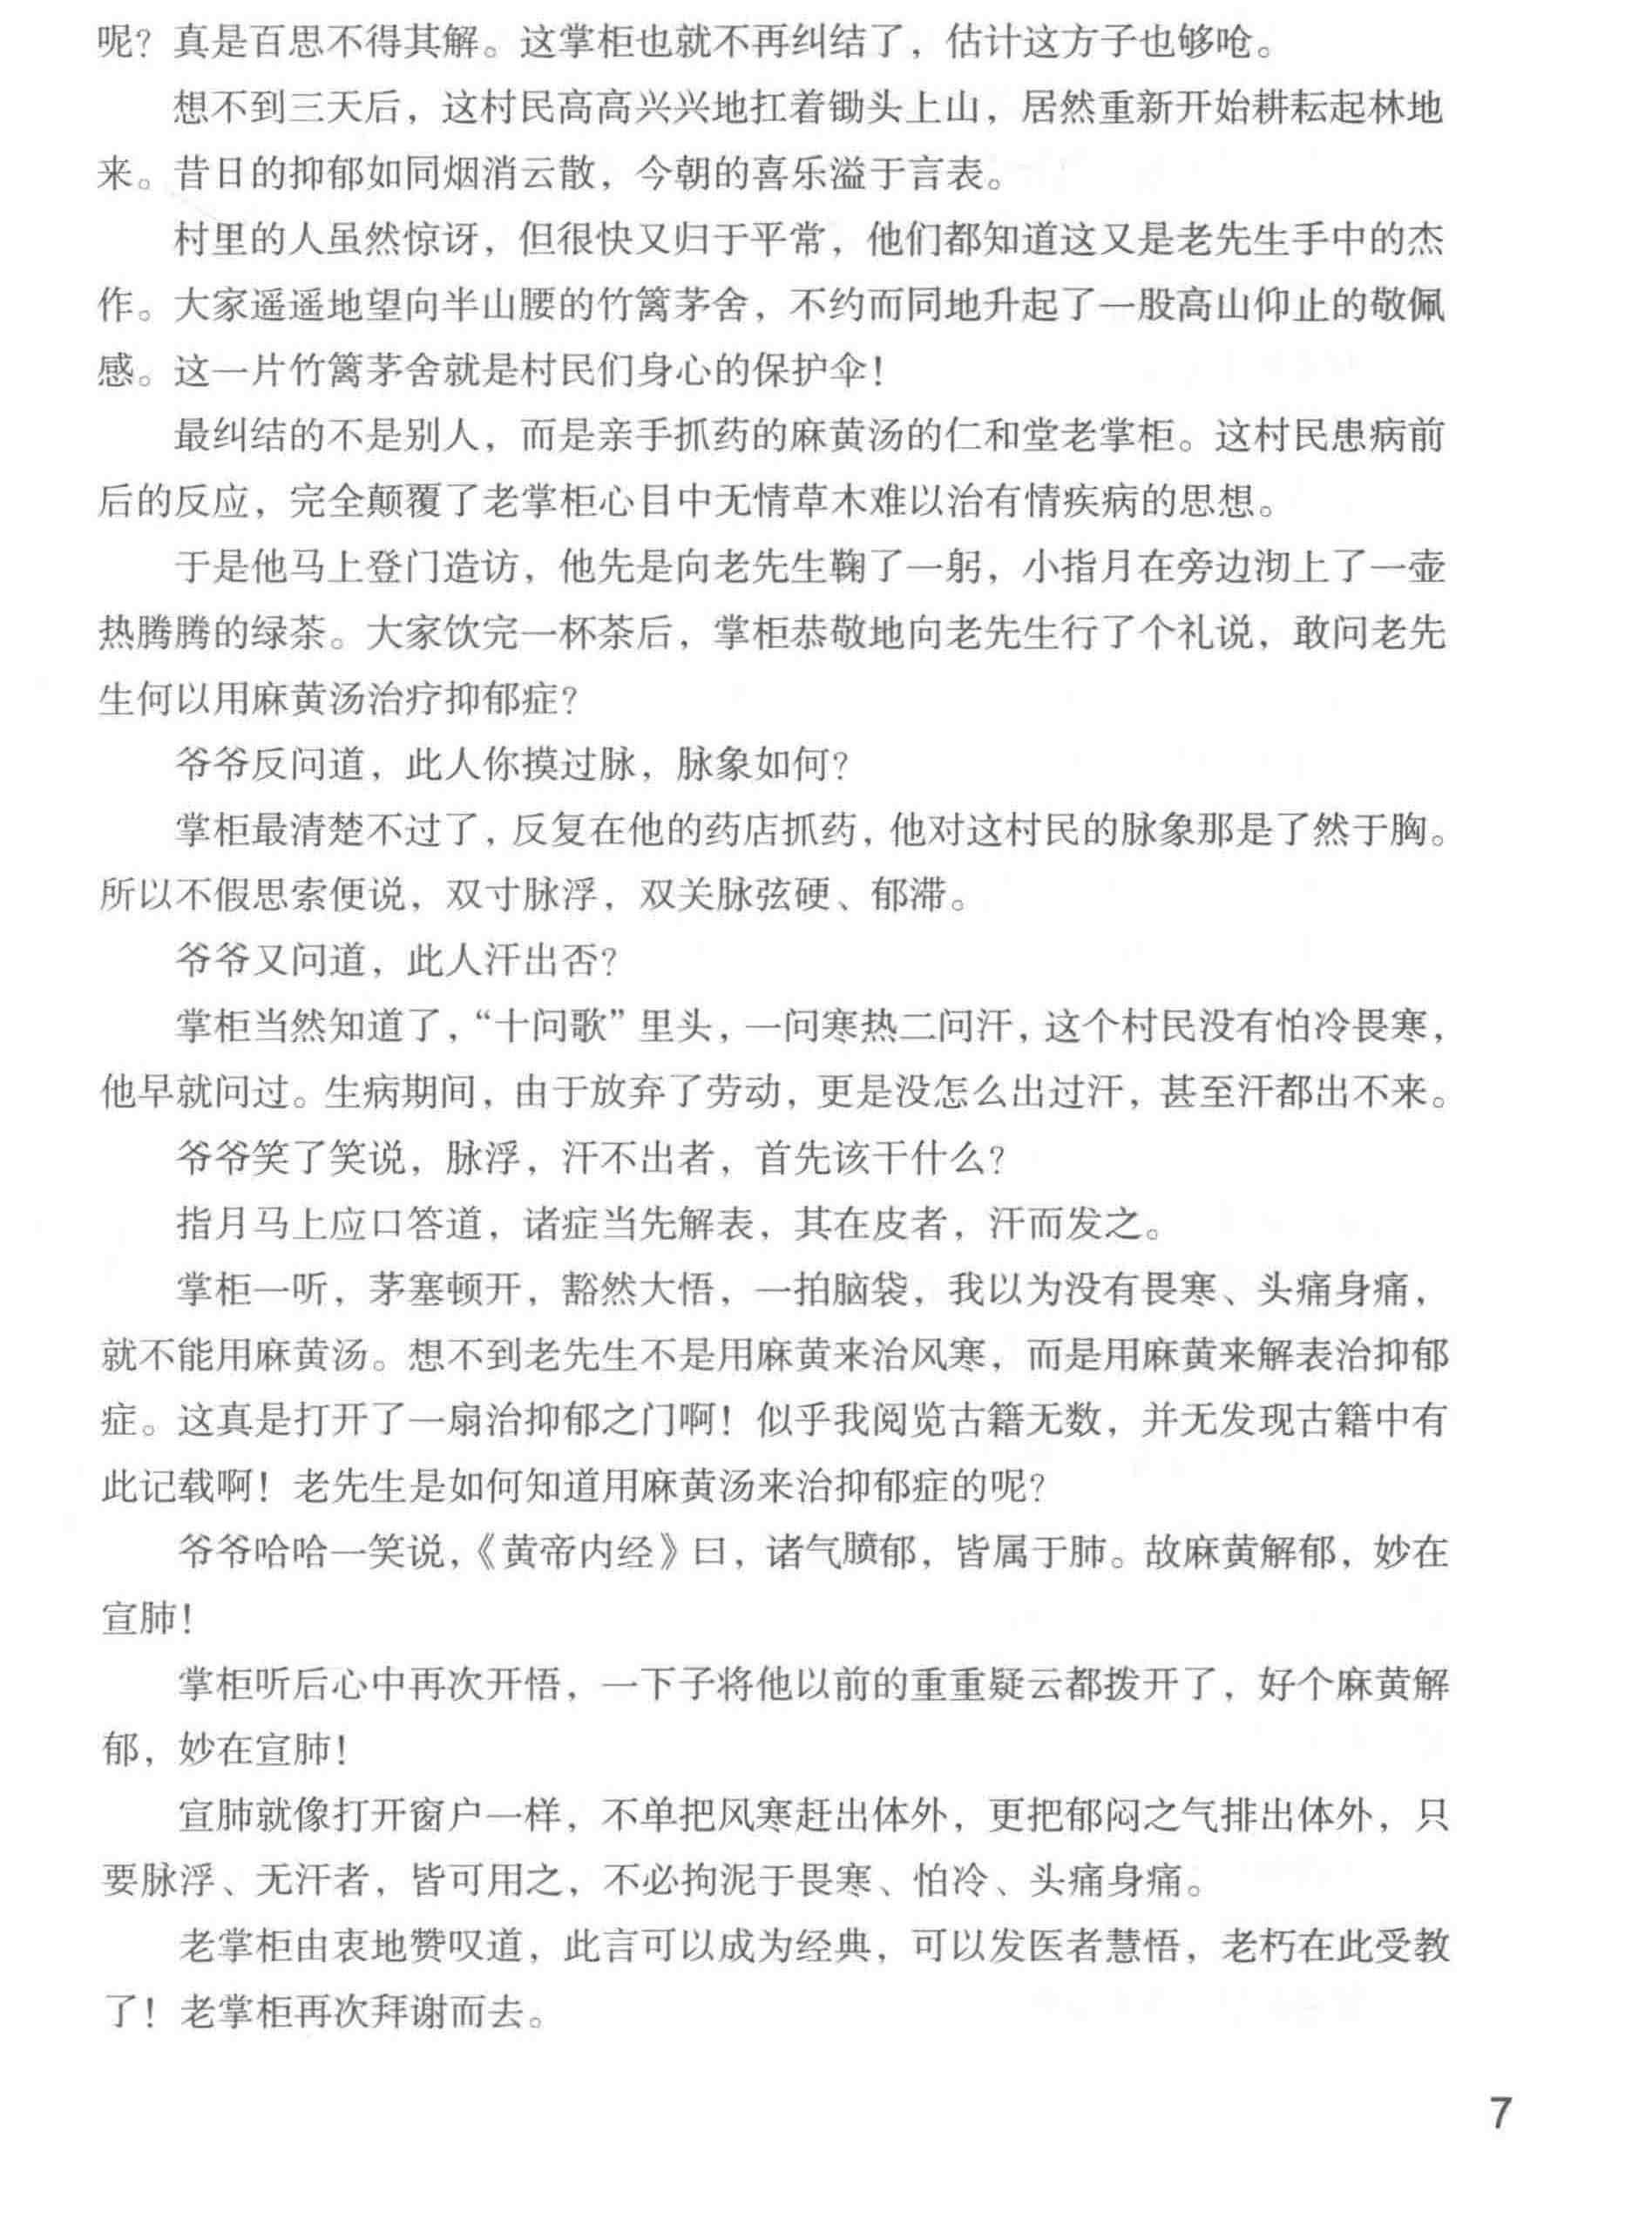 呢？真是百思不得其解。这掌柜也就不再纠结了，估计这方子也够呛。
想不到三天后，这村民高高兴兴地扛着锄头上山，居然重新开始耕耘起林地
来。昔日的抑郁如同烟消云散，今朝的喜乐溢于言表。
村里的人虽然惊讶，但很快又归于平常，他们都知道这又是老先生手中的杰
作。大家遥遥地望向半山腰的竹篱茅舍，不约而同地升起了一股高山仰止的敬佩
感。这一片竹篱茅舍就是村民们身心的保护伞！
最纠结的不是别人，而是亲手抓药的麻黄汤的仁和堂老掌柜。这村民患病前
后的反应，完全颠覆了老掌柜心目中无情草木难以治有情疾病的思想。
于是他马上登门造访，他先是向老先生鞠了一躬，小指月在旁边沏上了一壶
热腾腾的绿茶。大家饮完一杯茶后，掌柜恭敬地向老先生行了个礼说，敢问老先
生何以用麻黄汤治疗抑郁症？
爷爷反问道，此人你摸过脉，脉象如何？
掌柜最清楚不过了，反复在他的药店抓药，他对这村民的脉象那是了然于胸。
所以不假思索便说，双寸脉浮，双关脉弦硬、郁滞。
爷爷又问道，此人汗出否？
掌柜当然知道了，“十问歌”里头，一问寒热二问汗，这个村民没有怕冷畏寒，
他早就问过。生病期间，由于放弃了劳动，更是没怎么出过汗，甚至汗都出不来。
爷爷笑了笑说，脉浮，汗不出者，首先该干什么？
指月马上应口答道，诸症当先解表，其在皮者，汗而发之。
掌柜一听，茅塞顿开，豁然大悟，一拍脑袋，我以为没有畏寒、头痛身痛，
就不能用麻黄汤。想不到老先生不是用麻黄来治风寒，而是用麻黄来解表治抑郁
症。这真是打开了一扇治抑郁之门啊！似乎我阅览古籍无数，并无发现古籍中有
此记载啊！老先生是如何知道用麻黄汤来治抑郁症的呢？
爷爷哈哈一笑说，《黄帝内经》曰，诸气膹郁，皆属于肺。故麻黄解郁，妙在
宣肺！
掌柜听后心中再次开悟，一下子将他以前的重重疑云都拨开了，好个麻黄解
郁，妙在宣肺！
宣肺就像打开窗户一样，不单把风寒赶出体外，更把郁闷之气排出体外，只
要脉浮、无汗者，皆可用之，不必拘泥于畏寒、怕冷、头痛身痛。
老掌柜由衷地赞叹道，此言可以成为经典，可以发医者慧悟，老朽在此受教
了！老掌柜再次拜谢而去。
7